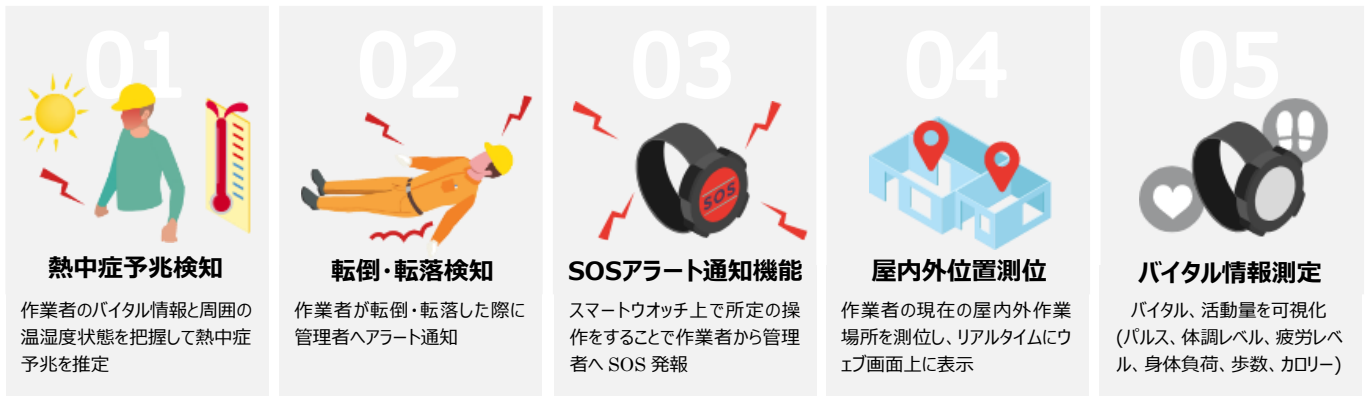 01
熱中症予兆検知
作業者のバイタル情報と周囲の
温湿度状態を把握して熱中症
予兆を推定
02
転倒・転落検知
作業者が転倒・転落した際に
管理者へアラート通知
03
SOS
SOSアラート通知機能
スマートウオッチ上で所定の操
作をすることで作業者から管理
者へ SOS 発報
04
屋内外位置測位
作業者の現在の屋内外作業
場所を測位し、リアルタイムにウ
ェブ画面上に表示
05
バイタル情報測定
バイタル、活動量を可視化
(パルス、体調レベル、疲労レベ
ル、身体負荷、歩数、カロリー)